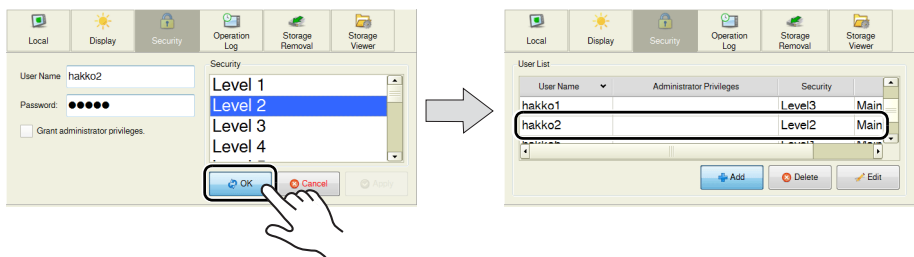 Local
Display
Security
Operation
Log
Storage
Removal
Storage
Viewer
User Name hakko2
Password: ●●●●●
Grant administrator privileges.
Security
Level 1
Level 2
Level 3
Level 4
OK
Cancel
Apply
Local
Display
Security
Operation
Log
Storage
Removal
Storage
Viewer
User List
User Name Administrator Privileges Security
hakko1 Level3 Main
hakko2 Level2 Main
Add
Delete
Edit